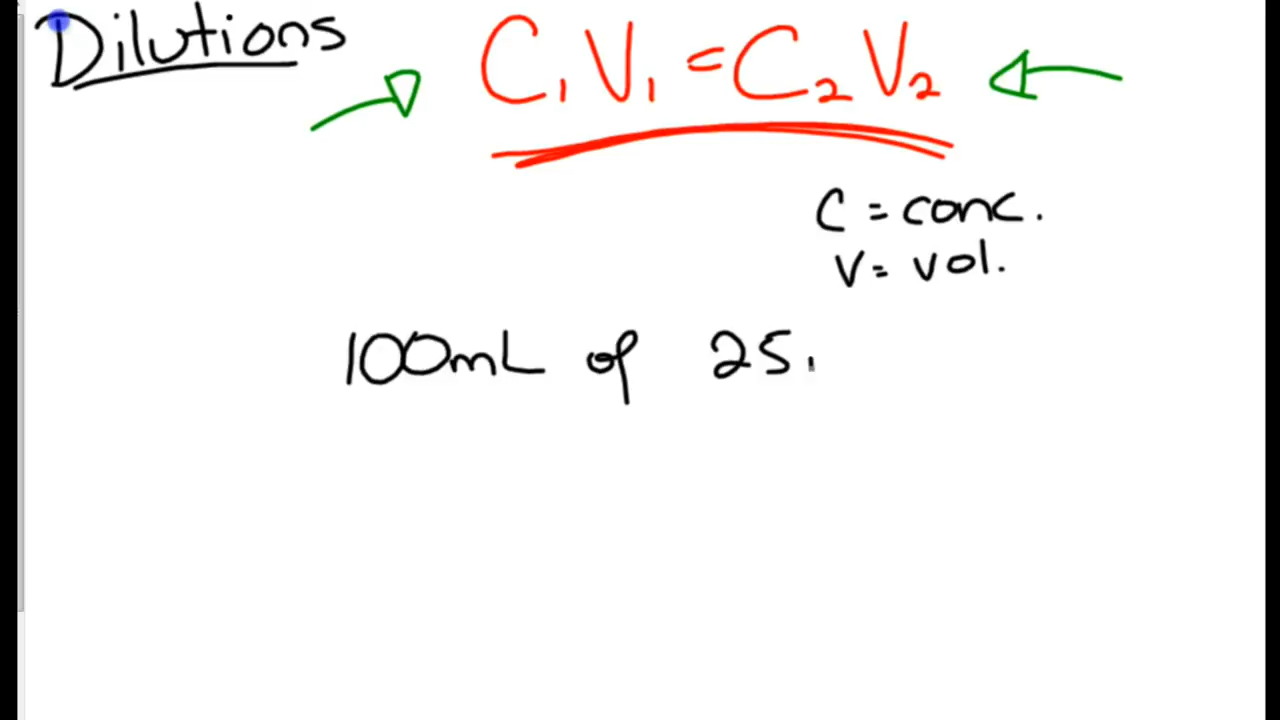 Dilutions
C₁V₁ = C₂V₂
C = conc.
V = vol.
100mL of 25.